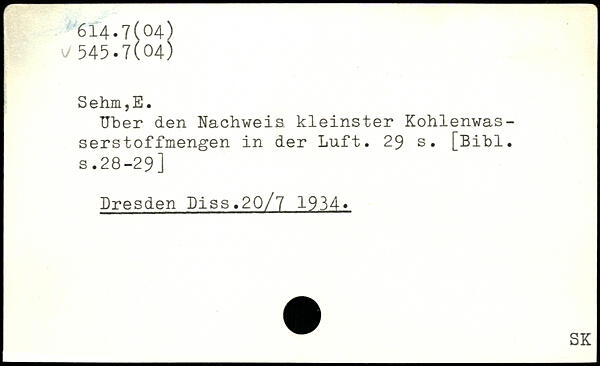 614.7(04)
✓ 545.7(04)
Sehm,E.
Uber den Nachweis kleinster Kohlenwas-
serstoffmengen in der Luft. 29 s. [Bibl.
s.28-29]
Dresden Diss.20/7 1934.
SK